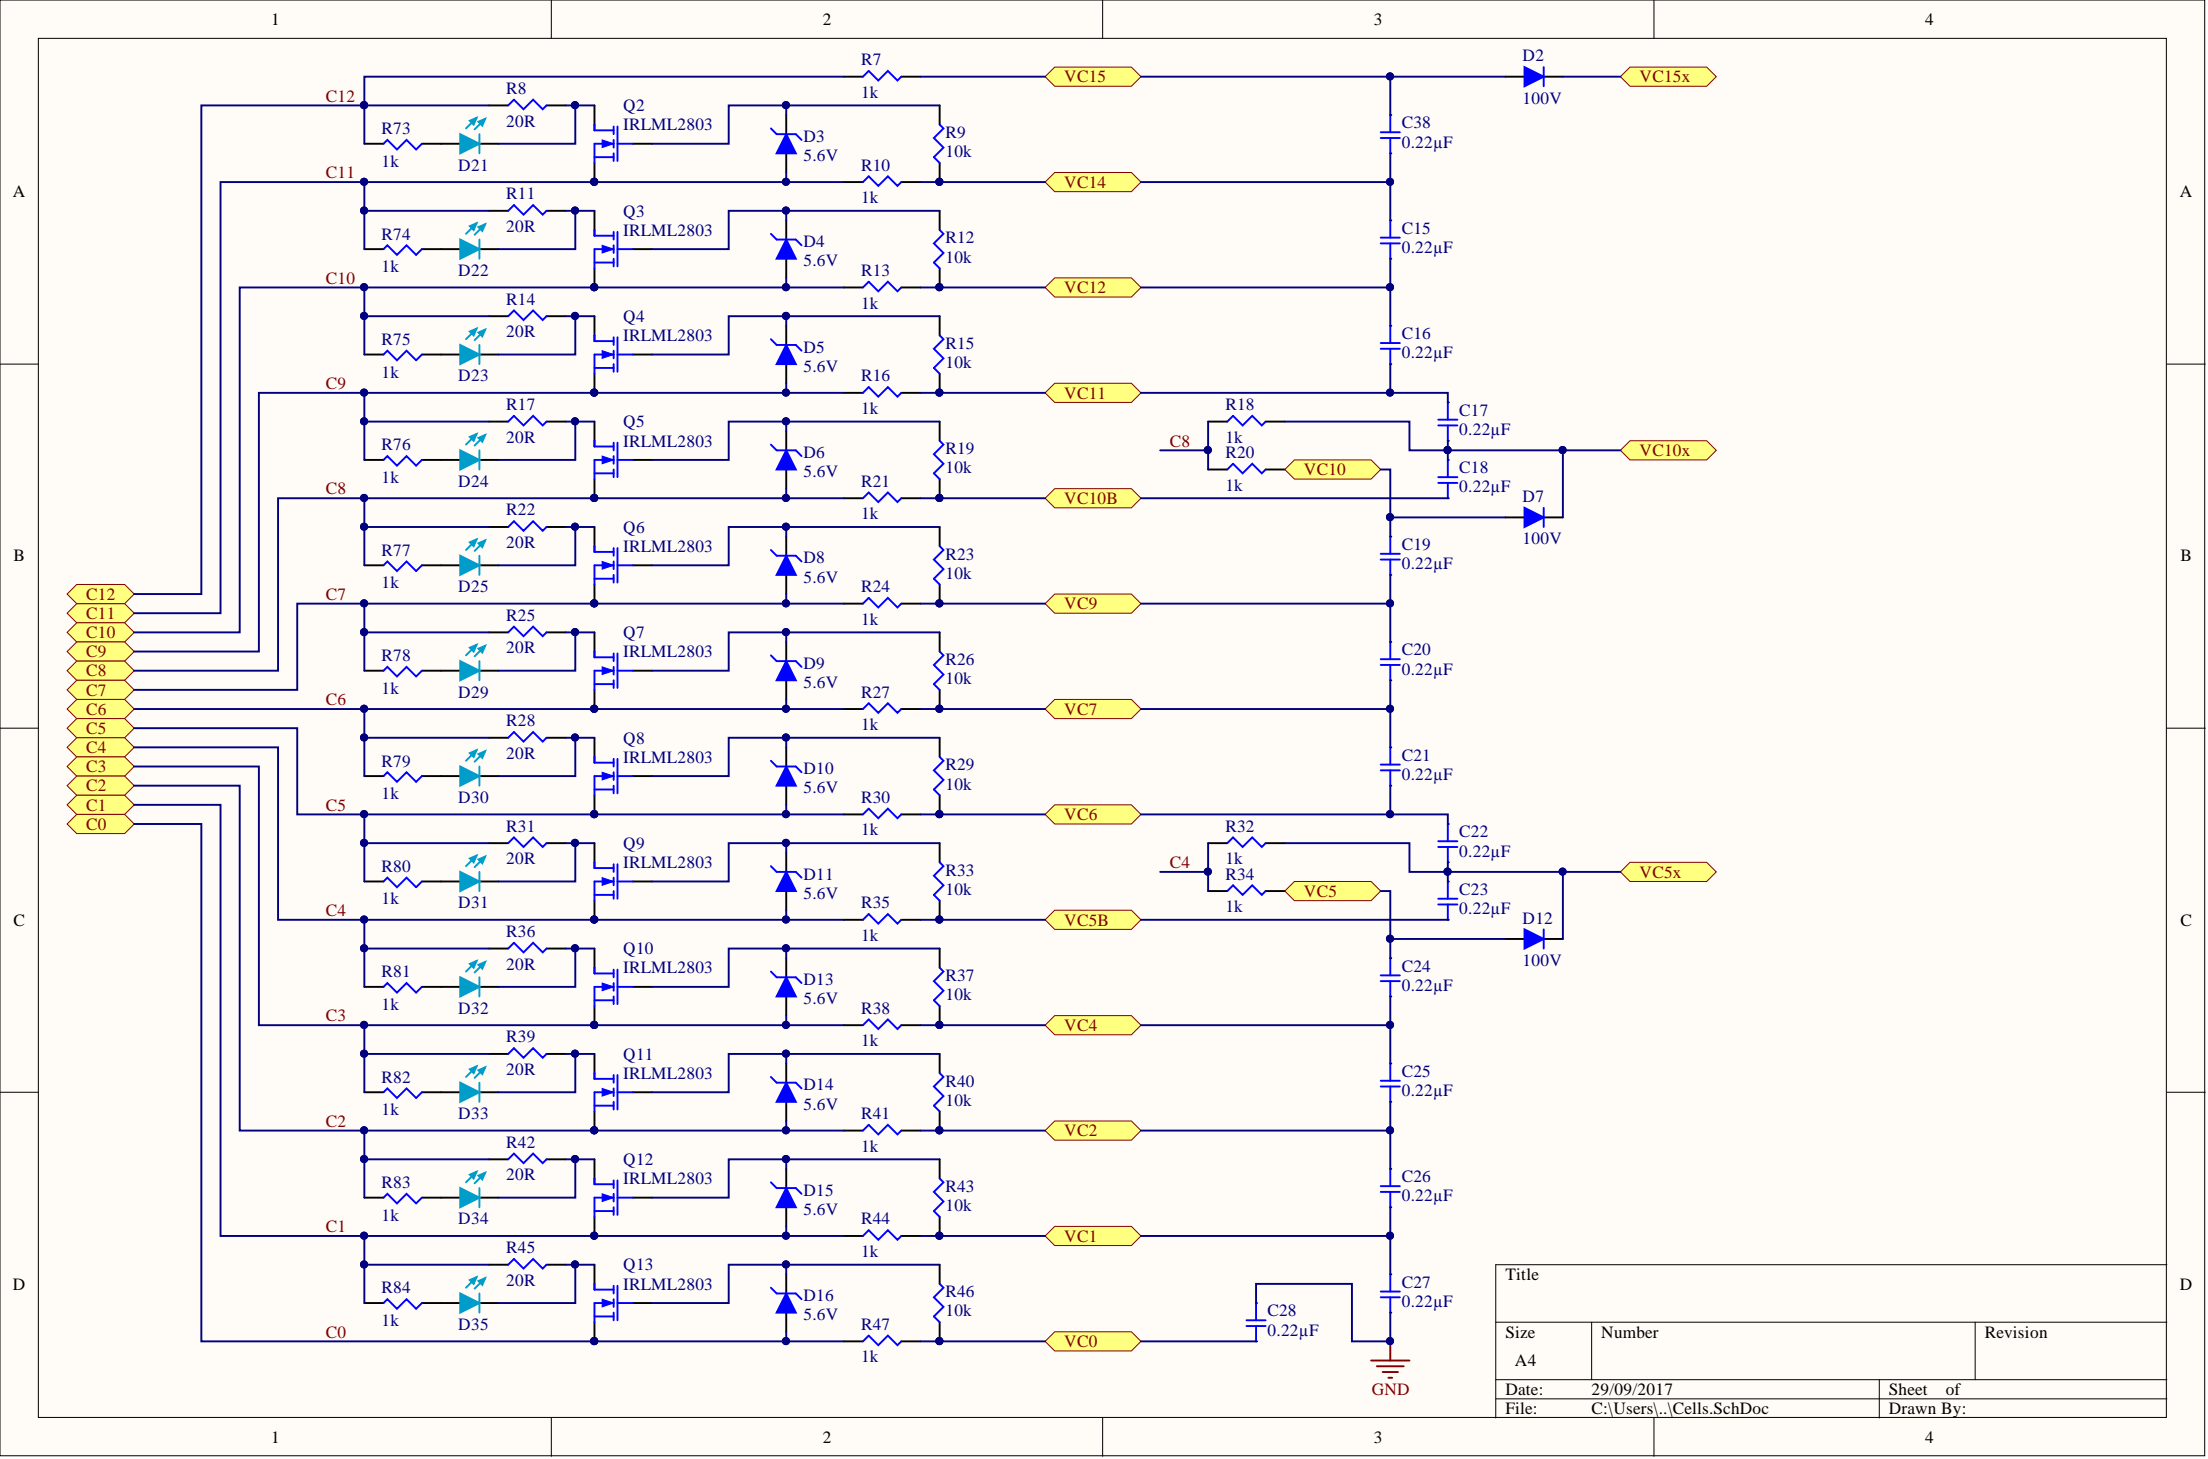 1 2 3 4
A A
B B
C C
D D
1 2 3 4
C12
C11
C10
C9
C8
C7
C6
C5
C4
C3
C2
C1
C0
R7
1k
VC15
D2
100V
VC15x
C12
R8
20R
R73
1k
D21
Q2
IRLML2803
D3
5.6V
R9
10k
C38
0.22µF
C11
R10
1k
VC14
R11
20R
R74
1k
D22
Q3
IRLML2803
D4
5.6V
R12
10k
C15
0.22µF
C10
R13
1k
VC12
R14
20R
R75
1k
D23
Q4
IRLML2803
D5
5.6V
R15
10k
C16
0.22µF
C9
R16
1k
VC11
R17
20R
R76
1k
D24
Q5
IRLML2803
D6
5.6V
R19
10k
C8
R18
1k
R20
1k
VC10
C17
0.22µF
C18
0.22µF
VC10x
D7
100V
C8
R21
1k
VC10B
R22
20R
R77
1k
D25
Q6
IRLML2803
D8
5.6V
R23
10k
C19
0.22µF
C7
R24
1k
VC9
R25
20R
R78
1k
D29
Q7
IRLML2803
D9
5.6V
R26
10k
C20
0.22µF
C6
R27
1k
VC7
R28
20R
R79
1k
D30
Q8
IRLML2803
D10
5.6V
R29
10k
C21
0.22µF
C5
R30
1k
VC6
R31
20R
R80
1k
D31
Q9
IRLML2803
D11
5.6V
R33
10k
C4
R32
1k
R34
1k
VC5
C22
0.22µF
C23
0.22µF
VC5x
D12
100V
C4
R35
1k
VC5B
R36
20R
R81
1k
D32
Q10
IRLML2803
D13
5.6V
R37
10k
C24
0.22µF
C3
R38
1k
VC4
R39
20R
R82
1k
D33
Q11
IRLML2803
D14
5.6V
R40
10k
C25
0.22µF
C2
R41
1k
VC2
R42
20R
R83
1k
D34
Q12
IRLML2803
D15
5.6V
R43
10k
C26
0.22µF
C1
R44
1k
VC1
R45
20R
R84
1k
D35
Q13
IRLML2803
D16
5.6V
R46
10k
C28
0.22µF
C27
0.22µF
C0
R47
1k
VC0
GND
Title
Size Number Revision
A4
Date: 29/09/2017 Sheet of
File: C:\Users\..\Cells.SchDoc Drawn By: